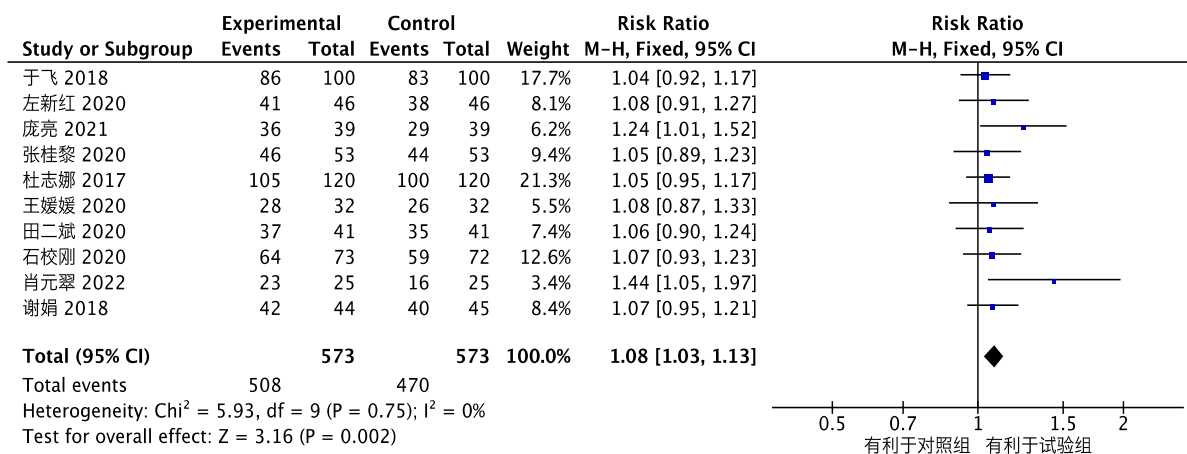 Experimental Control Risk Ratio Risk Ratio
Study or Subgroup Events Total Events Total Weight M-H, Fixed, 95% CI M-H, Fixed, 95% CI
于飞 2018 86 100 83 100 17.7% 1.04 [0.92, 1.17]
左新红 2020 41 46 38 46 8.1% 1.08 [0.91, 1.27]
庞亮 2021 36 39 29 39 6.2% 1.24 [1.01, 1.52]
张桂黎 2020 46 53 44 53 9.4% 1.05 [0.89, 1.23]
杜志娜 2017 105 120 100 120 21.3% 1.05 [0.95, 1.17]
王媛媛 2020 28 32 26 32 5.5% 1.08 [0.87, 1.33]
田二斌 2020 37 41 35 41 7.4% 1.06 [0.90, 1.24]
石校刚 2020 64 73 59 72 12.6% 1.07 [0.93, 1.23]
肖元翠 2022 23 25 16 25 3.4% 1.44 [1.05, 1.97]
谢娟 2018 42 44 40 45 8.4% 1.07 [0.95, 1.21]
Total (95% CI) 573 573 100.0% 1.08 [1.03, 1.13]
Total events 508 470
Heterogeneity: Chi² = 5.93, df = 9 (P = 0.75); I² = 0%
Test for overall effect: Z = 3.16 (P = 0.002)
0.5 0.7 1 1.5 2
有利于对照组 有利于试验组